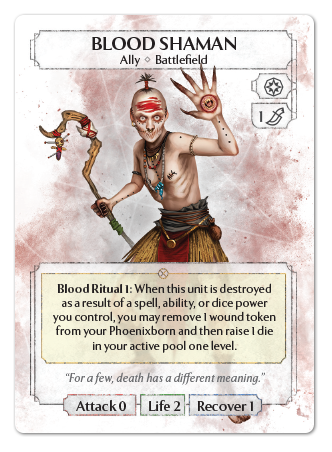 BLOOD SHAMAN
Ally ◇ Battlefield
1
Blood Ritual 1: When this unit is destroyed
as a result of a spell, ability, or dice power
you control, you may remove 1 wound token
from your Phoenixborn and then raise 1 die
in your active pool one level.
“For a few, death has a different meaning.”
Attack 0 Life 2 Recover 1